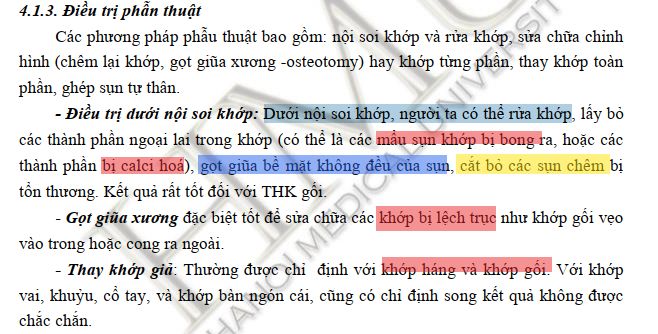 4.1.3. Điều trị phẫn thuật
Các phương pháp phẫu thuật bao gồm: nội soi khớp và rửa khớp, sửa chữa chỉnh
hình (chêm lại khớp, gọt giũa xương -osteotomy) hay khớp từng phần, thay khớp toàn
phần, ghép sụn tự thân.
- Điều trị dưới nội soi khớp: Dưới nội soi khớp, người ta có thể rửa khớp, lấy bỏ
các thành phần ngoại lai trong khớp (có thể là các mẩu sụn khớp bị bong ra, hoặc các
thành phần bị calci hoá), gọt giữa bề mặt không đều của sụn, cắt bỏ các sụn chêm bị
tổn thương. Kết quả rất tốt đối với THK gối.
- Gọt giũa xương đặc biệt tốt để sửa chữa các khớp bị lệch trục như khớp gối vẹo
vào trong hoặc cong ra ngoài.
- Thay khớp giả: Thường được chỉ định với khớp háng và khớp gối. Với khớp
vai, khuỷu, cổ tay, và khớp bàn ngón cái, cũng có chỉ định song kết quả không được
chắc chắn.
HMU
HANOI MEDICAL UNIVERSIT